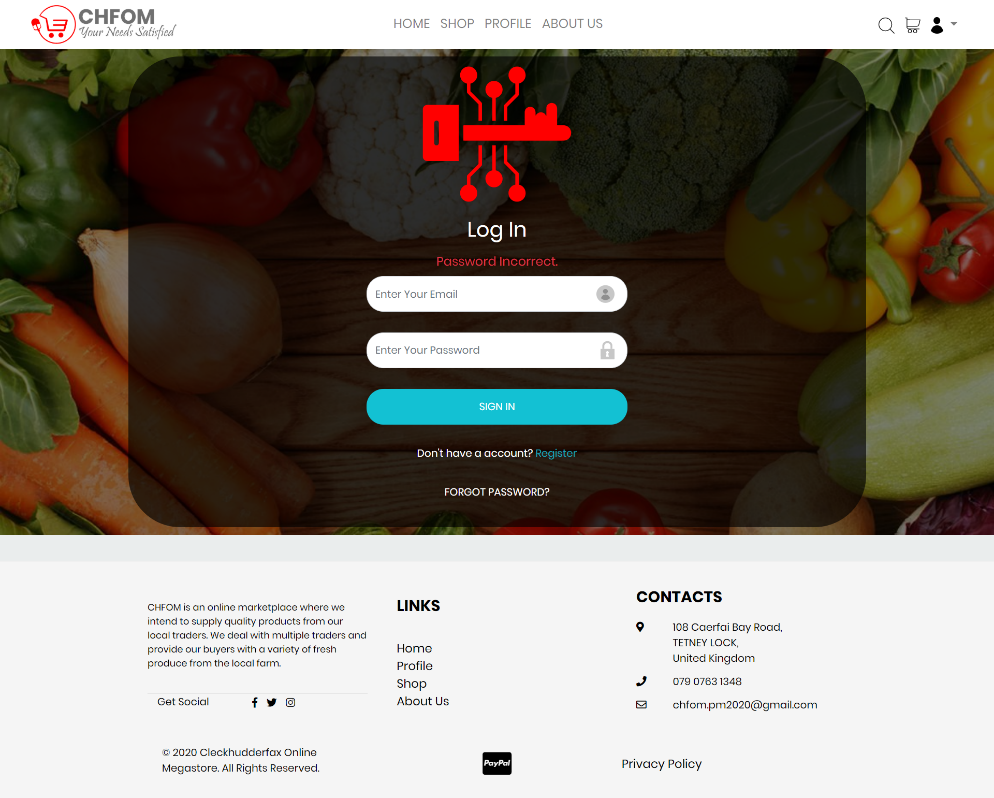 CHFOM
Your Needs Satisfied
HOME SHOP PROFILE ABOUT US
Log In
Password Incorrect.
Enter Your Email
Enter Your Password
SIGN IN
Don't have a account? Register
FORGOT PASSWORD?
CHFOM is an online marketplace where we
intend to supply quality products from our
local traders. We deal with multiple traders and
provide our buyers with a variety of fresh
produce from the local farm.
Get Social
LINKS
Home
Profile
Shop
About Us
CONTACTS
108 Caerfai Bay Road,
TETNEY LOCK,
United Kingdom
079 0763 1348
chfom.pm2020@gmail.com
© 2020 Cleckhudderfax Online
Megastore. All Rights Reserved.
PayPal
Privacy Policy